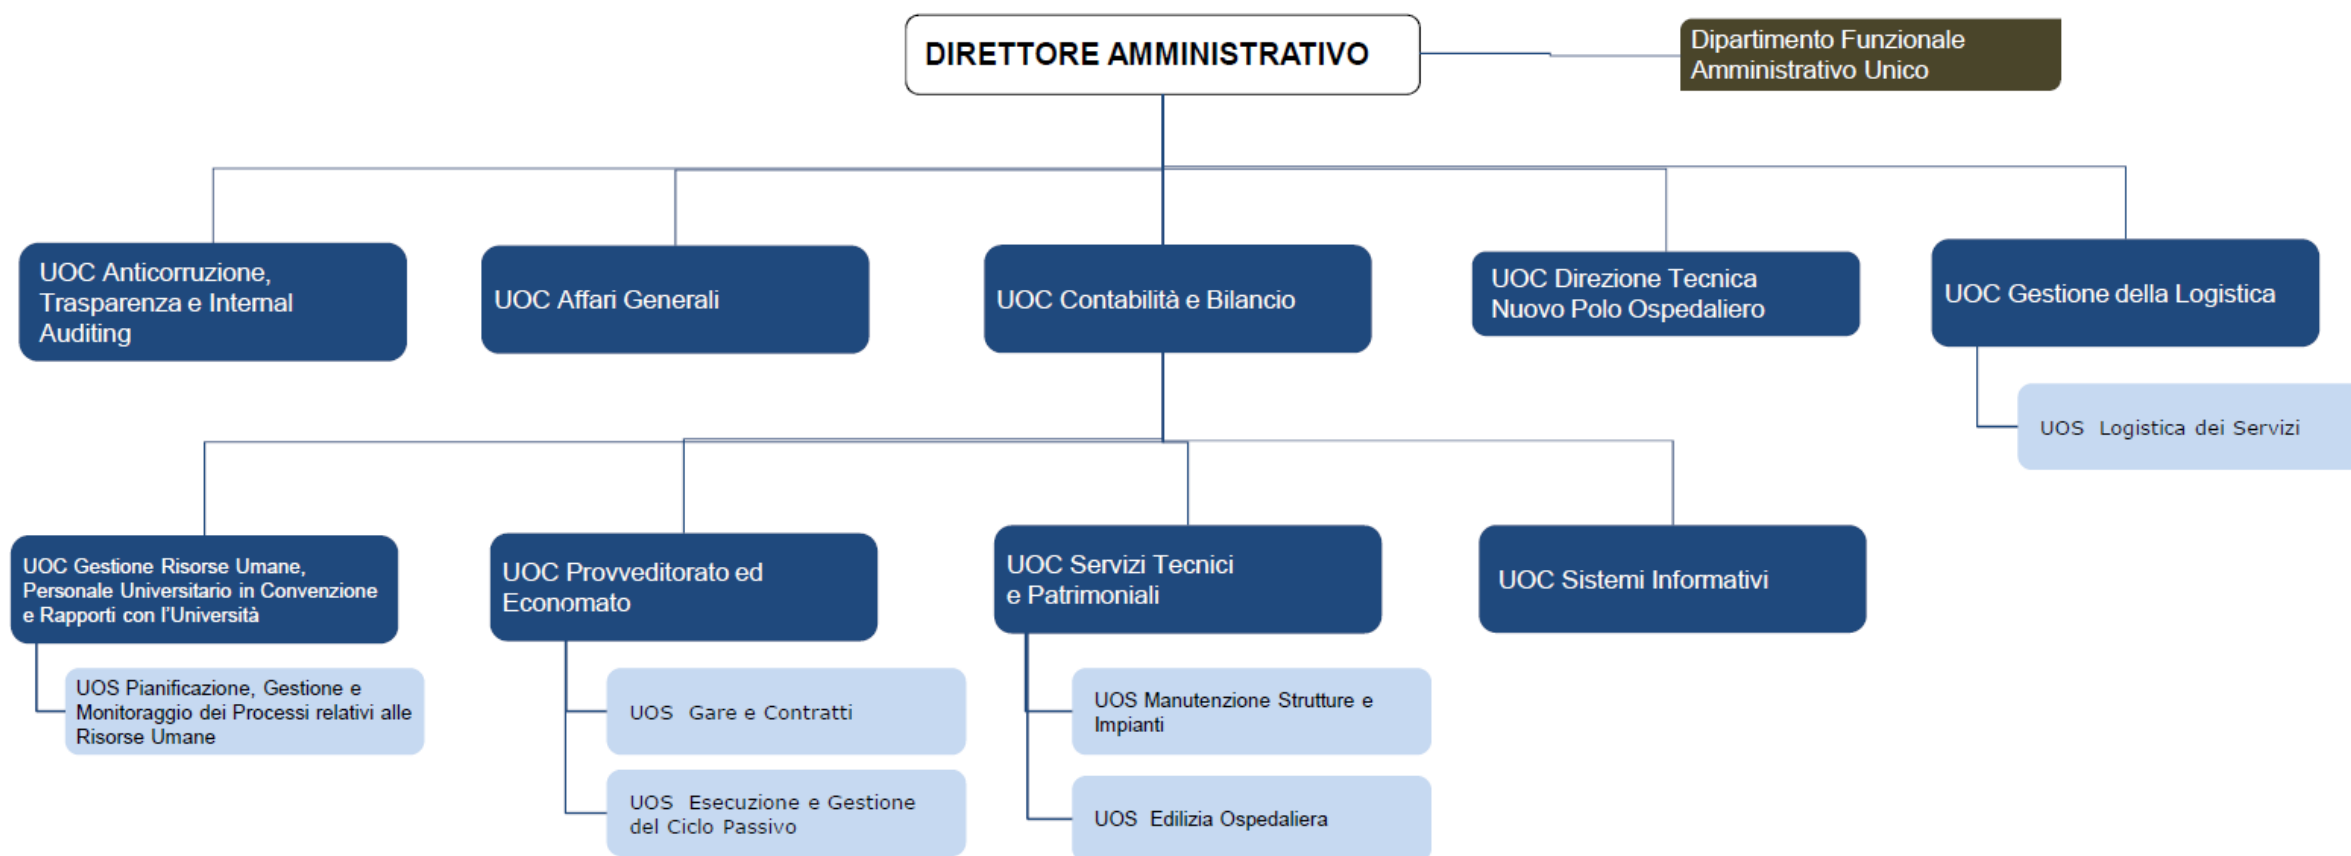 DIRETTORE AMMINISTRATIVO
Dipartimento Funzionale
Amministrativo Unico
UOC Anticorruzione,
Trasparenza e Internal
Auditing
UOC Affari Generali
UOC Contabilità e Bilancio
UOC Direzione Tecnica
Nuovo Polo Ospedaliero
UOC Gestione della Logistica
UOS Logistica dei Servizi
UOC Gestione Risorse Umane,
Personale Universitario in Convenzione
e Rapporti con l'Università
UOS Pianificazione, Gestione e
Monitoraggio dei Processi relativi alle
Risorse Umane
UOC Provveditorato ed
Economato
UOS Gare e Contratti
UOS Esecuzione e Gestione
del Ciclo Passivo
UOC Servizi Tecnici
e Patrimoniali
UOS Manutenzione Strutture e
Impianti
UOS Edilizia Ospedaliera
UOC Sistemi Informativi